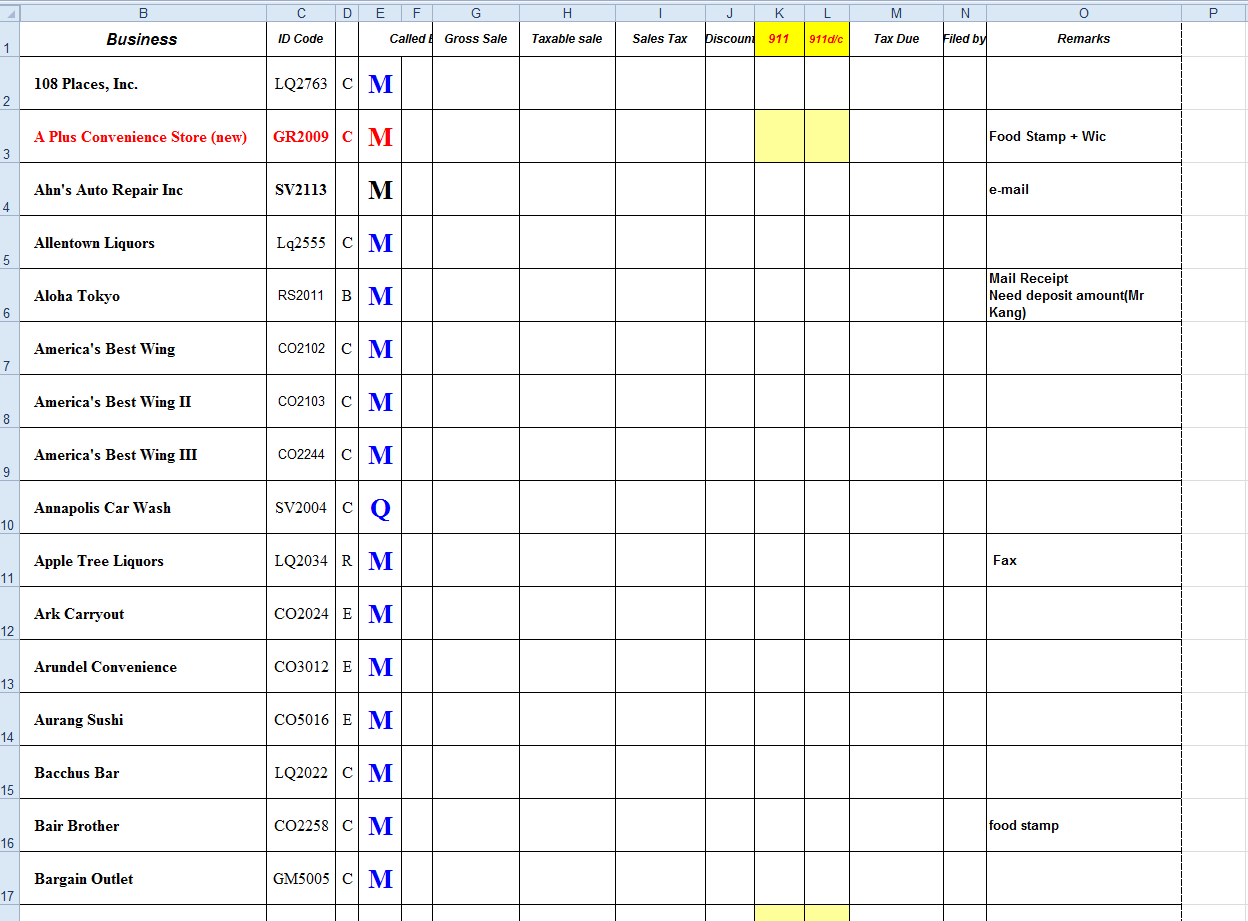 B C D E F G H I J K L M N O P
1 Business ID Code Called Gross Sale Taxable sale Sales Tax Discount 911 911d/c Tax Due Filed by Remarks
2 108 Places, Inc. LQ2763 C M
3 A Plus Convenience Store (new) GR2009 C M Food Stamp + Wic
4 Ahn's Auto Repair Inc SV2113 M e-mail
5 Allentown Liquors Lq2555 C M
6 Aloha Tokyo RS2011 B M Mail Receipt
Need deposit amount(Mr
Kang)
7 America's Best Wing CO2102 C M
8 America's Best Wing II CO2103 C M
9 America's Best Wing III CO2244 C M
10 Annapolis Car Wash SV2004 C Q
11 Apple Tree Liquors LQ2034 R M Fax
12 Ark Carryout CO2024 E M
13 Arundel Convenience CO3012 E M
14 Aurang Sushi CO5016 E M
15 Bacchus Bar LQ2022 C M
16 Bair Brother CO2258 C M food stamp
17 Bargain Outlet GM5005 C M